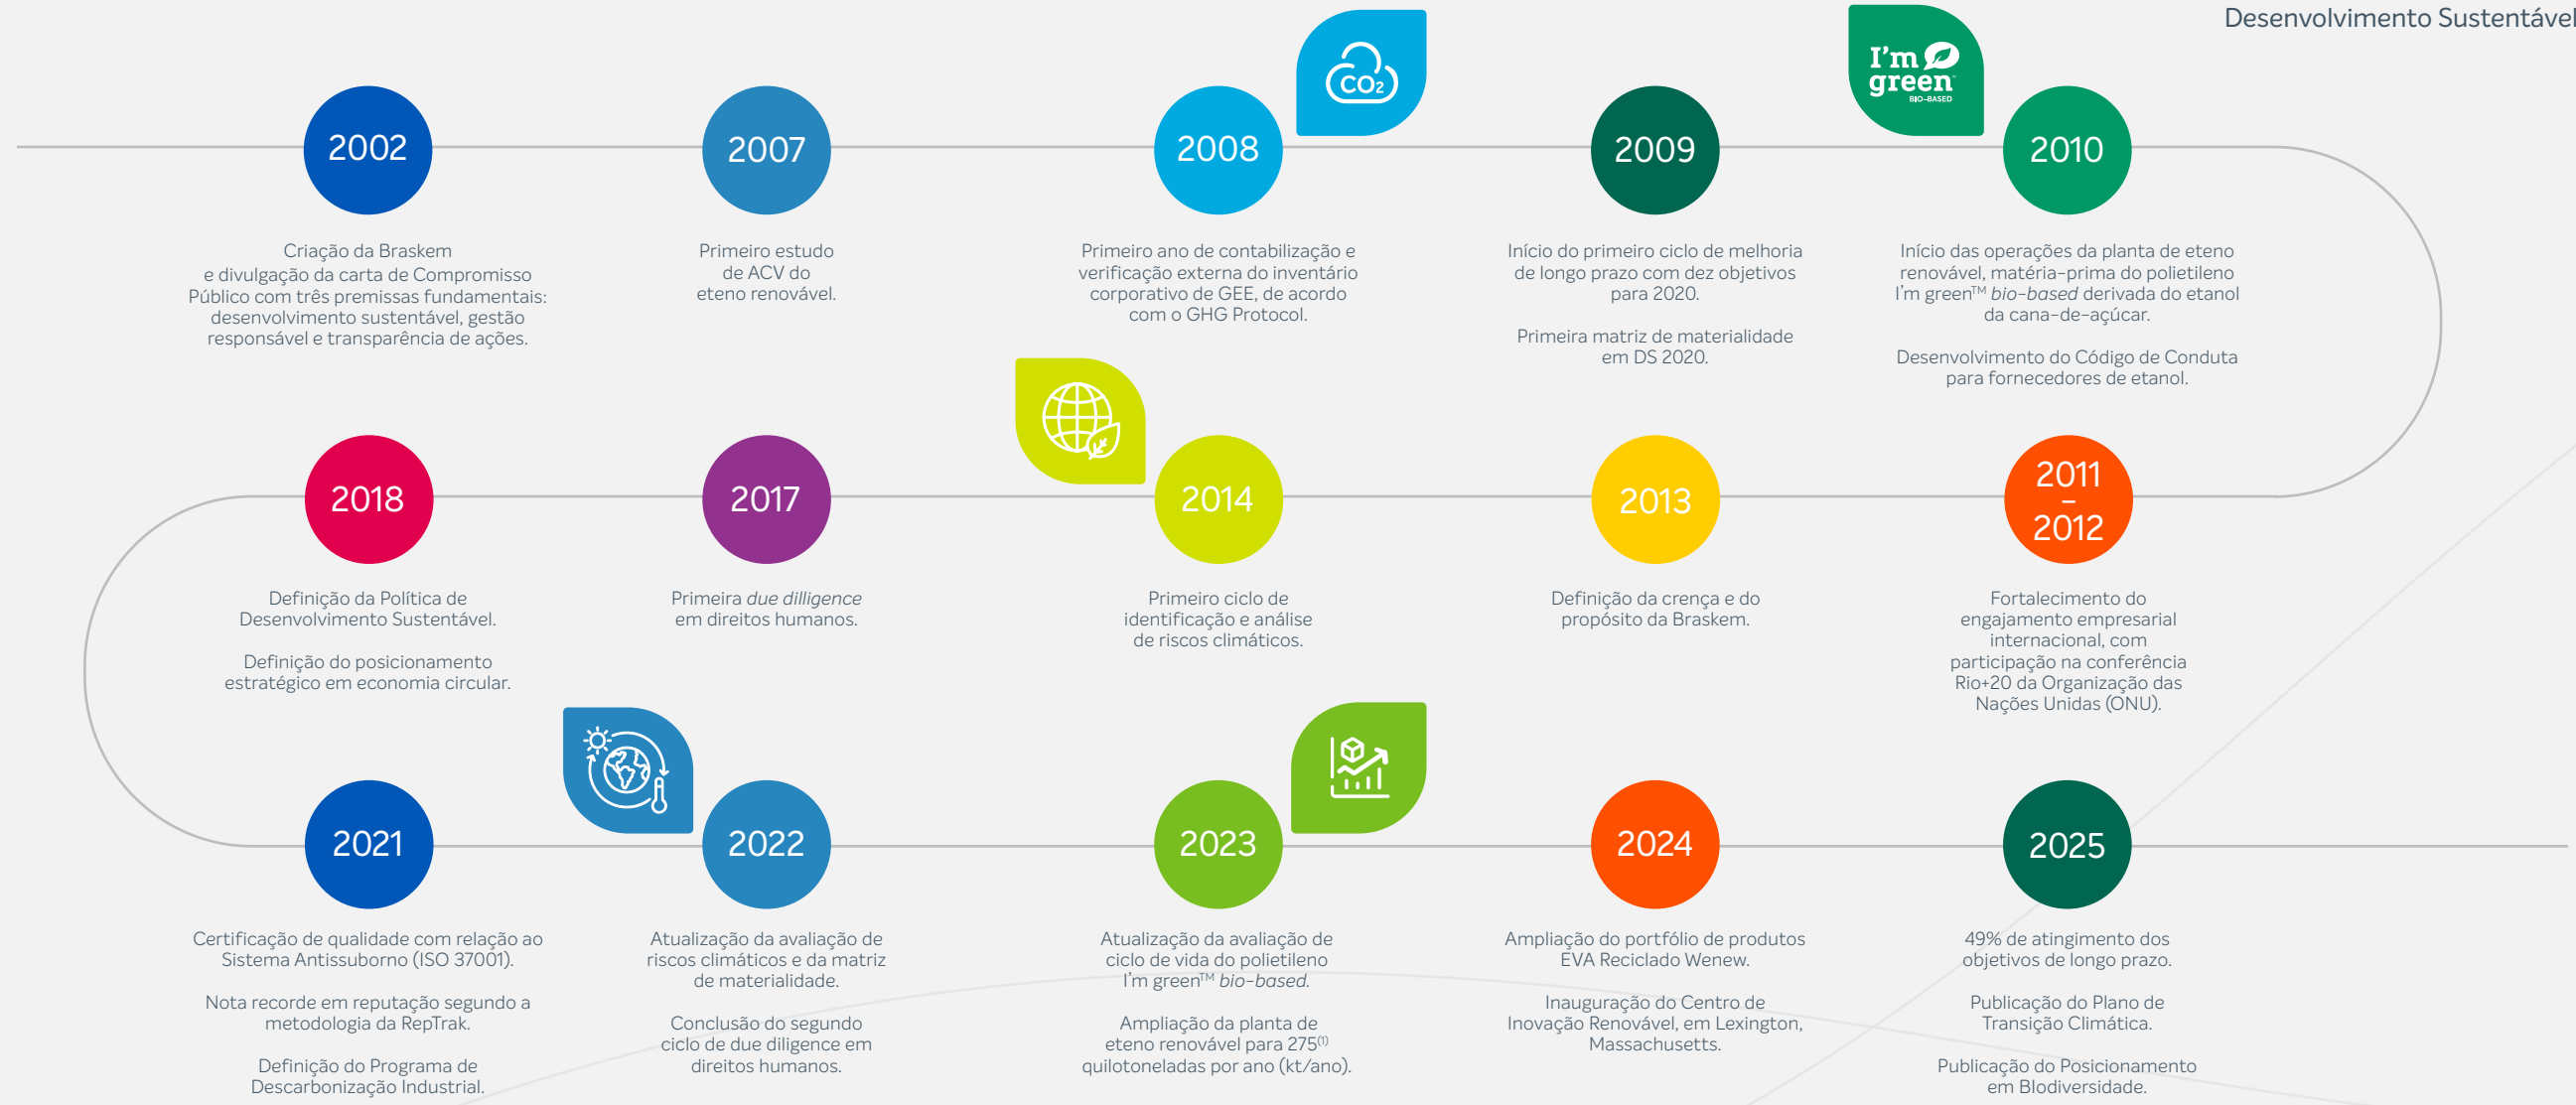 Desenvolvimento Sustentável
CO₂
I'm
green™
BIO-BASED
2002
Criação da Braskem
e divulgação da carta de Compromisso
Público com três premissas fundamentais:
desenvolvimento sustentável, gestão
responsável e transparência de ações.
2007
Primeiro estudo
de ACV do
eteno renovável.
2008
Primeiro ano de contabilização e
verificação externa do inventário
corporativo de GEE, de acordo
com o GHG Protocol.
2009
Início do primeiro ciclo de melhoria
de longo prazo com dez objetivos
para 2020.
Primeira matriz de materialidade
em DS 2020.
2010
Início das operações da planta de eteno
renovável, matéria-prima do polietileno
I'm green™ bio-based derivada do etanol
da cana-de-açúcar.
Desenvolvimento do Código de Conduta
para fornecedores de etanol.
2011
–
2012
Fortalecimento do
engajamento empresarial
internacional, com
participação na conferência
Rio+20 da Organização das
Nações Unidas (ONU).
2013
Definição da crença e do
propósito da Braskem.
2014
Primeiro ciclo de
identificação e análise
de riscos climáticos.
2017
Primeira due dilligence
em direitos humanos.
2018
Definição da Política de
Desenvolvimento Sustentável.
Definição do posicionamento
estratégico em economia circular.
2021
Certificação de qualidade com relação ao
Sistema Antissuborno (ISO 37001).
Nota recorde em reputação segundo a
metodologia da RepTrak.
Definição do Programa de
Descarbonização Industrial.
2022
Atualização da avaliação de
riscos climáticos e da matriz
de materialidade.
Conclusão do segundo
ciclo de due diligence em
direitos humanos.
2023
Atualização da avaliação de
ciclo de vida do polietileno
I'm green™ bio-based.
Ampliação da planta de
eteno renovável para 275⁽¹⁾
quilotoneladas por ano (kt/ano).
2024
Ampliação do portfólio de produtos
EVA Reciclado Wenew.
Inauguração do Centro de
Inovação Renovável, em Lexington,
Massachusetts.
2025
49% de atingimento dos
objetivos de longo prazo.
Publicação do Plano de
Transição Climática.
Publicação do Posicionamento
em BIodiversidade.